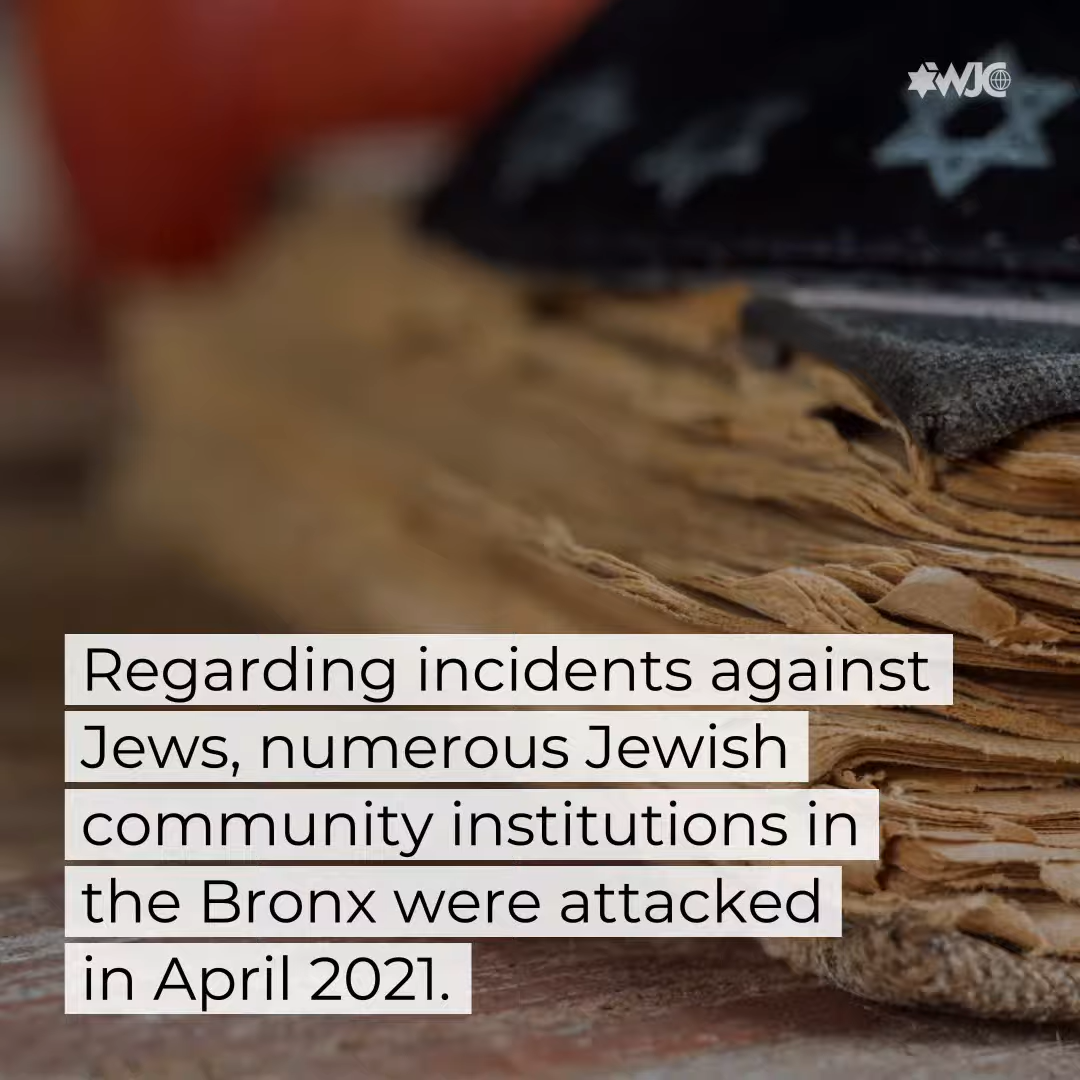 WJC
Regarding incidents against
Jews, numerous Jewish
community institutions in
the Bronx were attacked
in April 2021.